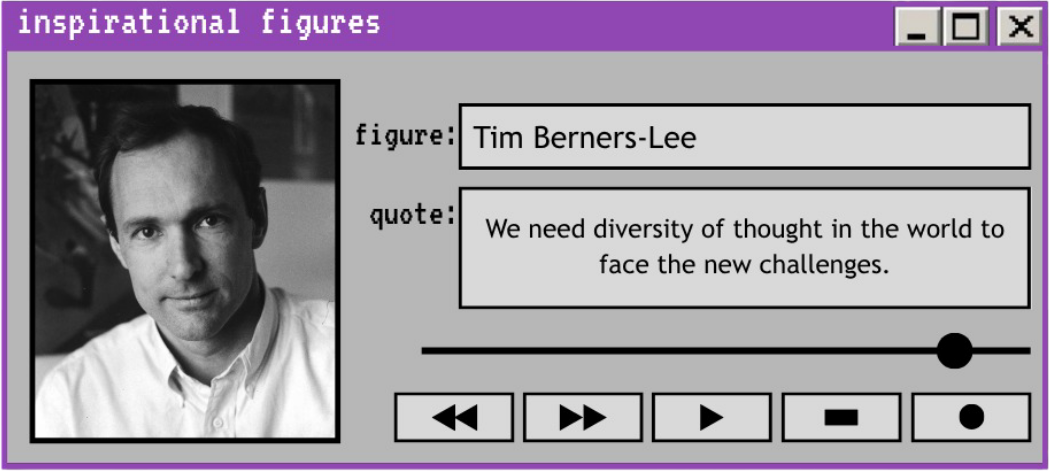 inspirational figures
figure: Tim Berners-Lee
quote: We need diversity of thought in the world to
face the new challenges.